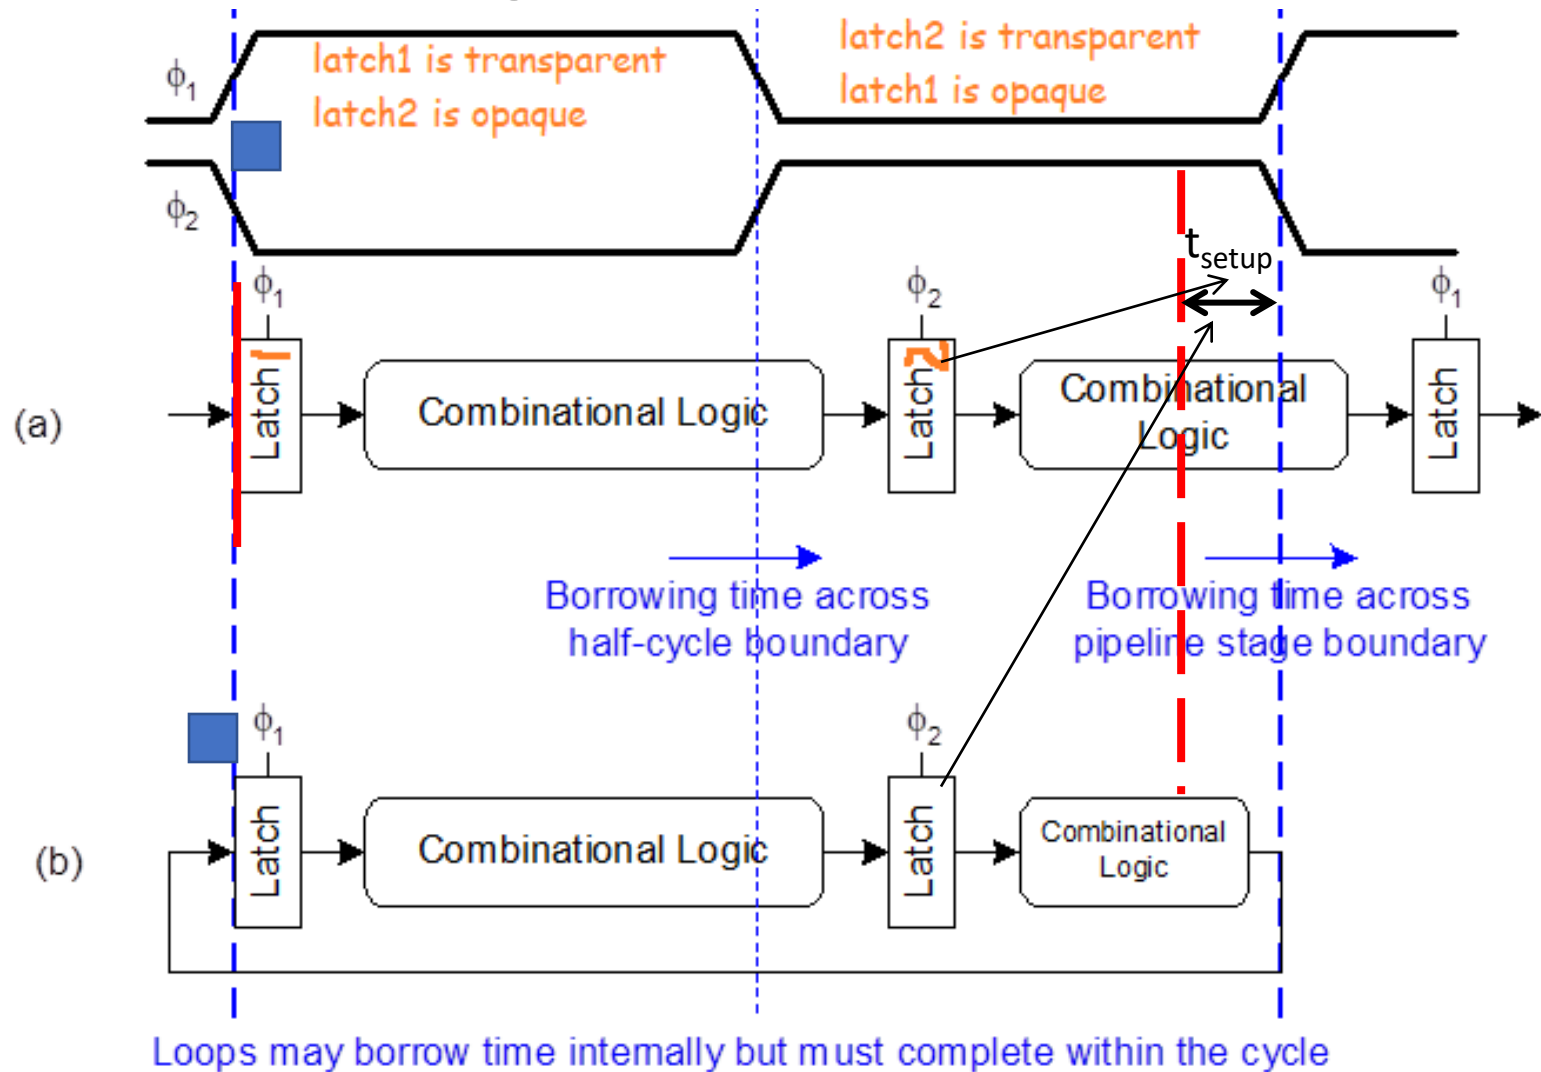 latch1 is transparent
latch2 is opaque
latch2 is transparent
latch1 is opaque
ϕ1
ϕ2
tsetup
ϕ1
ϕ2
ϕ1
(a)
Latch
1
Combinational Logic
Latch
2
Combinational
Logic
Latch
Borrowing time across
half-cycle boundary
Borrowing time across
pipeline stage boundary
ϕ1
ϕ2
(b)
Latch
Combinational Logic
Latch
Combinational
Logic
Loops may borrow time internally but must complete within the cycle